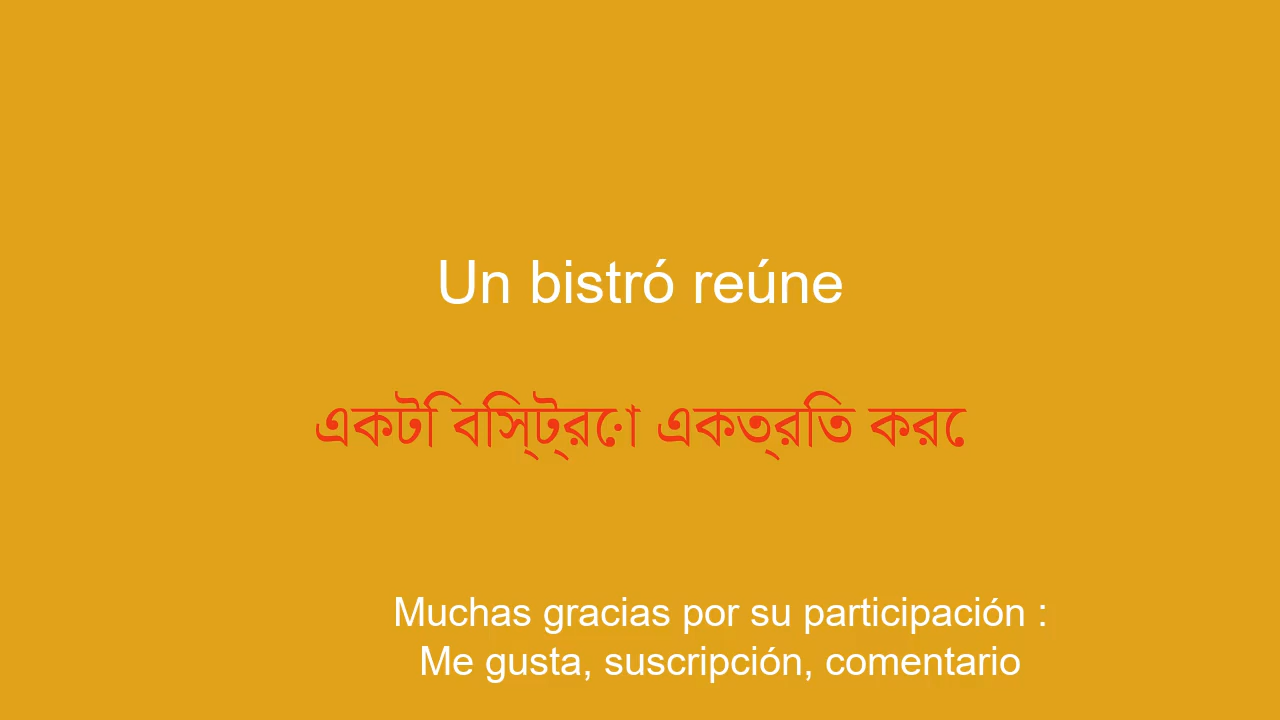 Un bistró reúne
একটি বিস্ট্রো একত্রিত করে
Muchas gracias por su participación :
Me gusta, suscripción, comentario